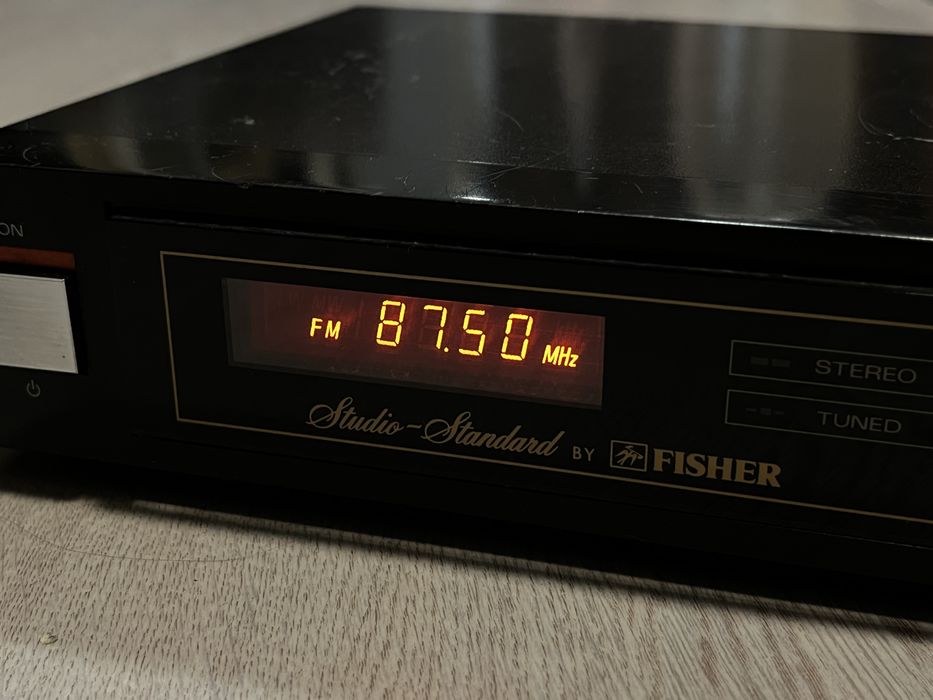 ON
FM 87.50 MHz
STEREO
TUNED
Studio-Standard BY FISHER